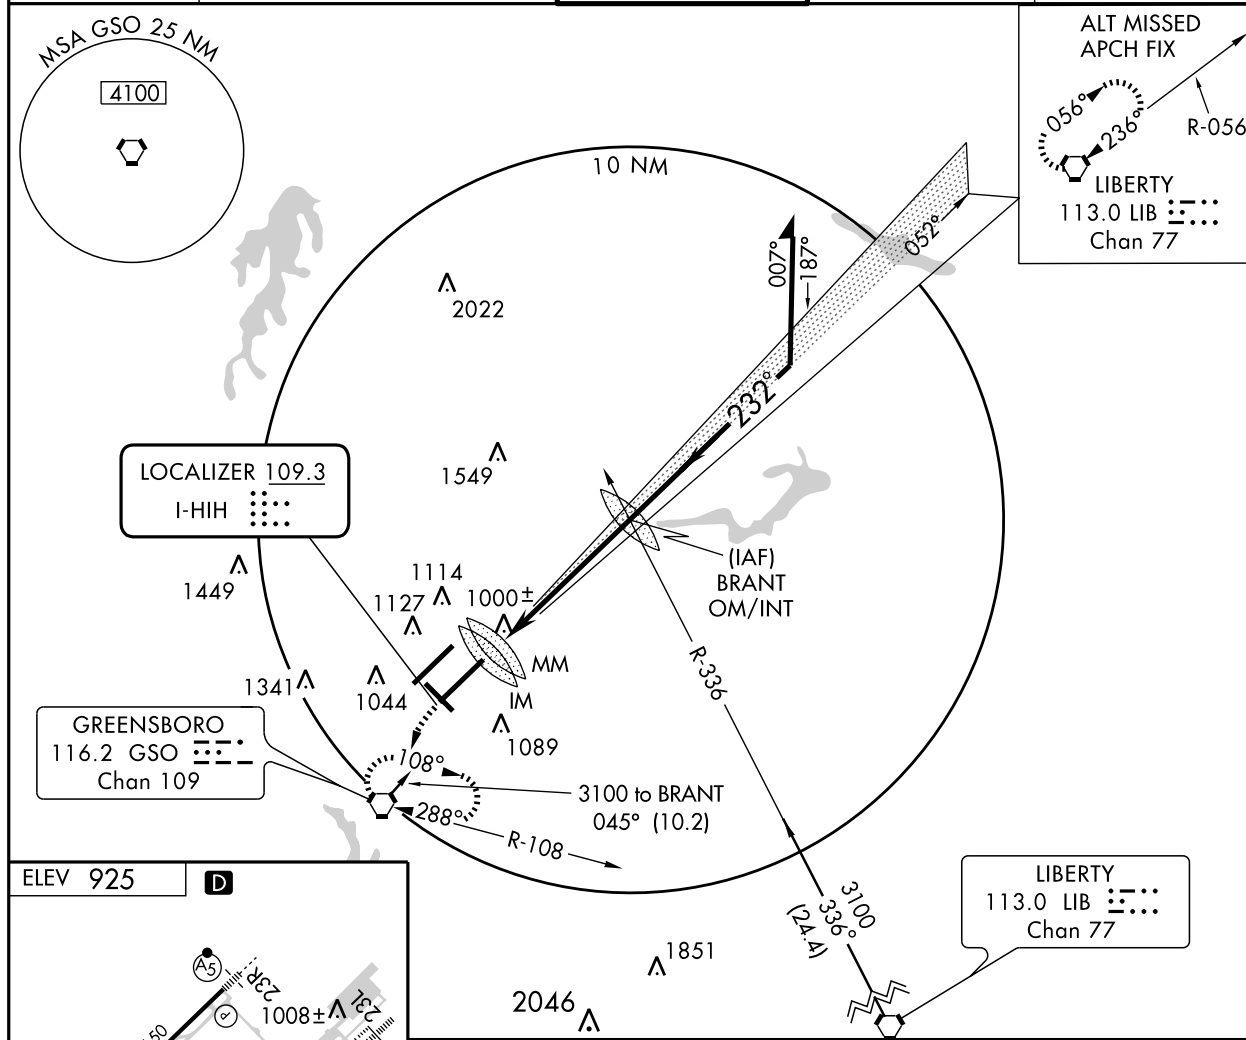 MSA GSO 25 NM
4100
ALT MISSED
APCH FIX
056°
236°
R-056
LIBERTY
113.0 LIB
Chan 77
10 NM
007°
187°
052°
2022
232°
1549
LOCALIZER 109.3
I-HIH
(IAF)
BRANT
OM/INT
1449
1114
1127
1000±
MM
IM
R-336
1341
1044
1089
GREENSBORO
116.2 GSO
Chan 109
108°
288°
3100 to BRANT
045° (10.2)
R-108
ELEV 925
D
3100
336°
(24.4)
LIBERTY
113.0 LIB
Chan 77
1851
2046
A5
23R
P
1008±
23L
50